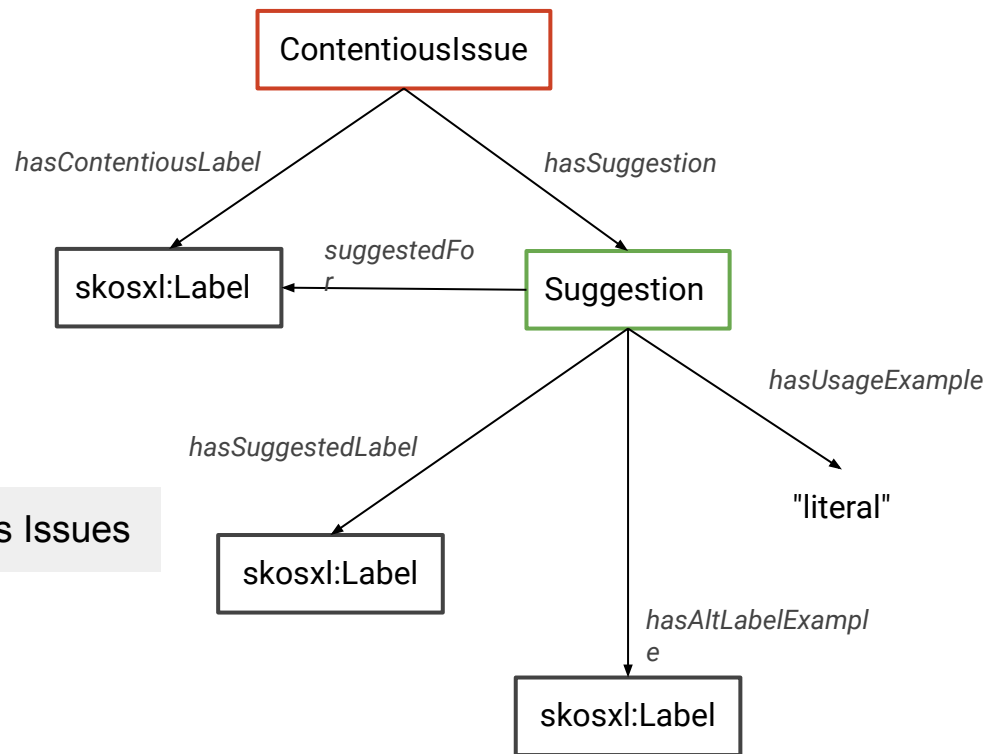 ContentiousIssue
hasContentiousLabel
hasSuggestion
suggestedFo
r
skosxl:Label
Suggestion
hasUsageExample
hasSuggestedLabel
"literal"
s Issues
skosxl:Label
hasAltLabelExampl
e
skosxl:Label